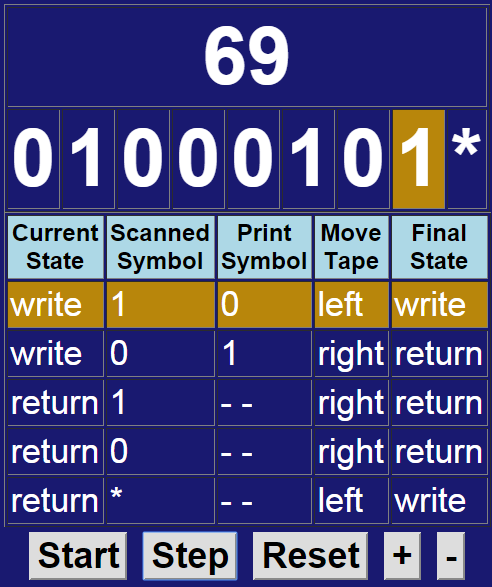 69
0 1 0 0 0 1 0 1 *
Current State Scanned Symbol Print Symbol Move Tape Final State
write 1 0 left write
write 0 1 right return
return 1 - - right return
return 0 - - right return
return * - - left write
Start Step Reset + -